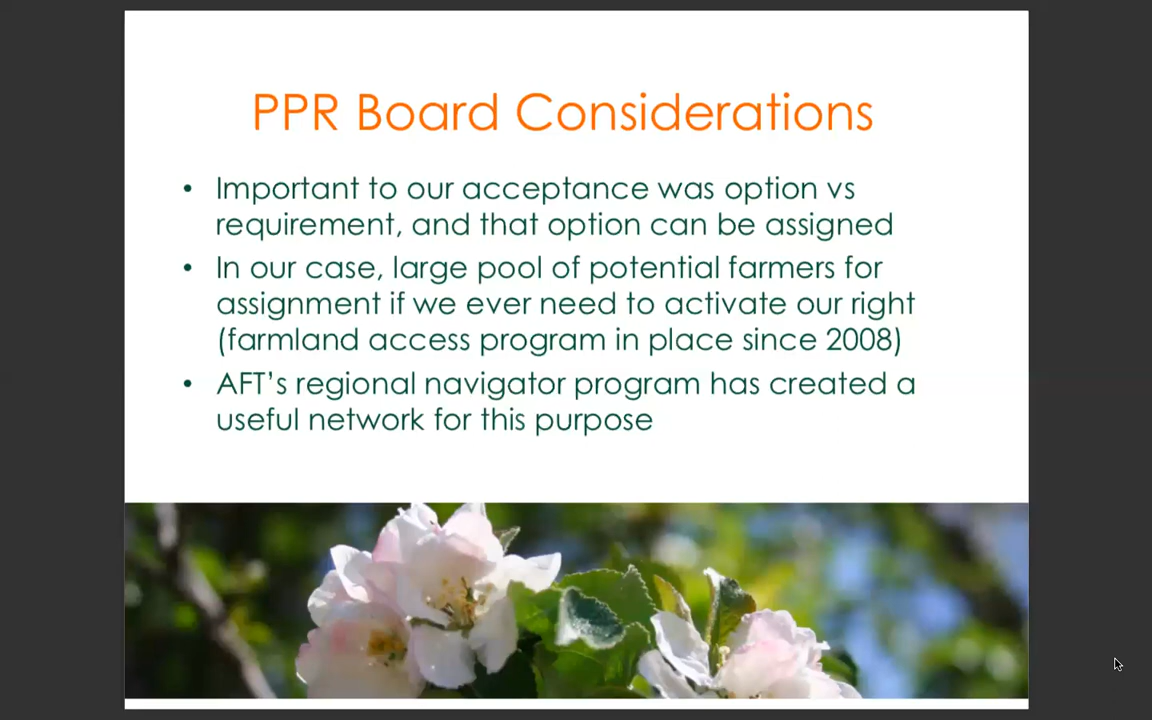 PPR Board Considerations
• Important to our acceptance was option vs
requirement, and that option can be assigned
• In our case, large pool of potential farmers for
assignment if we ever need to activate our right
(farmland access program in place since 2008)
• AFT’s regional navigator program has created a
useful network for this purpose